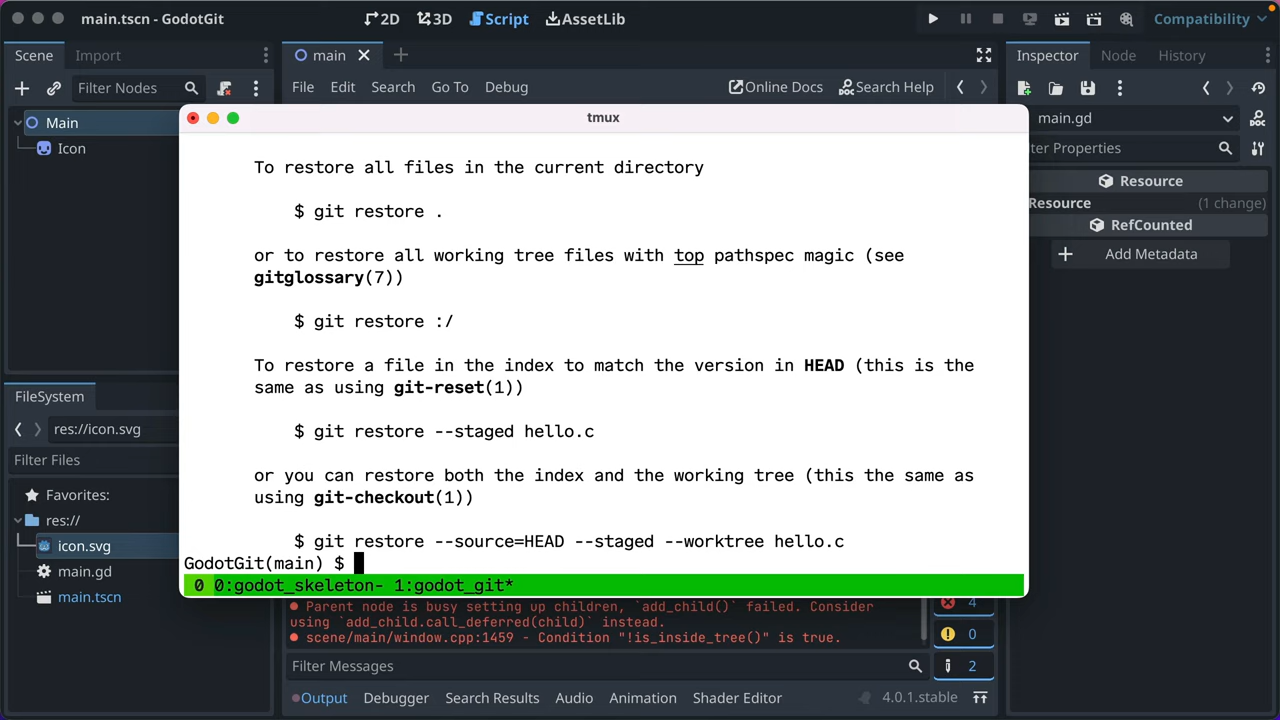 main.tscn - GodotGit
2D
3D
Script
AssetLib
Compatibility
Scene
Import
main
Inspector
Node
History
Filter Nodes
File
Edit
Search
Go To
Debug
Online Docs
Search Help
Main
Icon
main.gd
ter Properties
Resource
Resource
(1 change)
RefCounted
Add Metadata
tmux
To restore all files in the current directory
$ git restore .
or to restore all working tree files with top pathspec magic (see
gitglossary(7))
$ git restore :/
To restore a file in the index to match the version in HEAD (this is the
same as using git-reset(1))
$ git restore --staged hello.c
or you can restore both the index and the working tree (this the same as
using git-checkout(1))
$ git restore --source=HEAD --staged --worktree hello.c
GodotGit(main) $
0 0:godot_skeleton- 1:godot_git*
FileSystem
res://icon.svg
Filter Files
Favorites:
res://
icon.svg
main.gd
main.tscn
Parent node is busy setting up children, `add_child()` failed. Consider
using `add_child.call_deferred(child)` instead.
scene/main/window.cpp:1459 - Condition "!is_inside_tree()" is true.
4
0
2
Filter Messages
Output
Debugger
Search Results
Audio
Animation
Shader Editor
4.0.1.stable